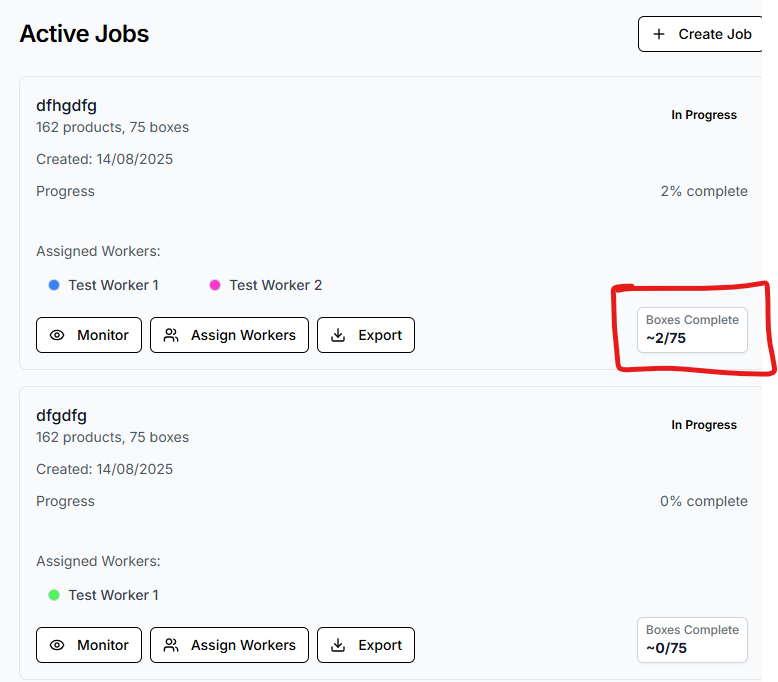 Active Jobs
Create Job
dfhgdfg
In Progress
162 products, 75 boxes
Created: 14/08/2025
Progress
2% complete
Assigned Workers:
Test Worker 1
Test Worker 2
Monitor
Assign Workers
Export
Boxes Complete
~2/75
dfgdfg
In Progress
162 products, 75 boxes
Created: 14/08/2025
Progress
0% complete
Assigned Workers:
Test Worker 1
Monitor
Assign Workers
Export
Boxes Complete
~0/75